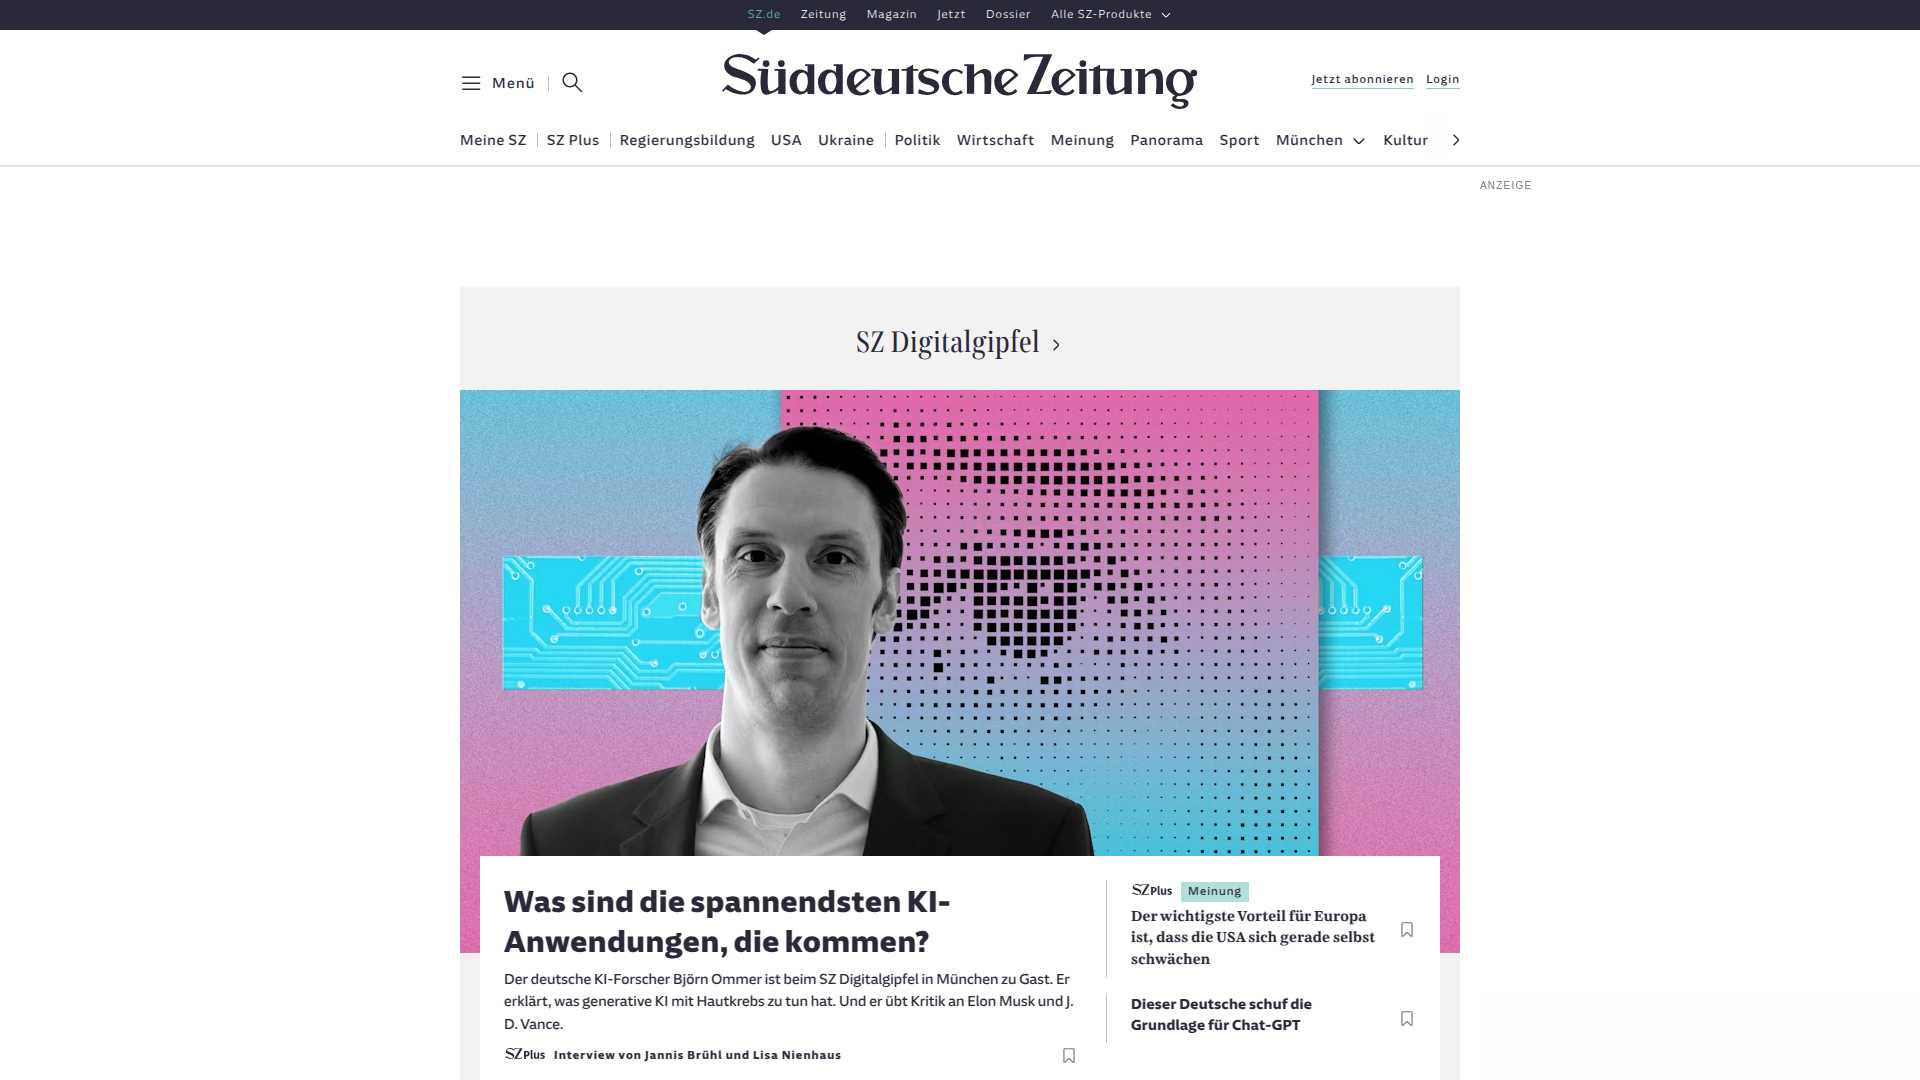 SZ.de Zeitung Magazin Jetzt Dossier Alle SZ-Produkte
Menü
Süddeutsche Zeitung
Jetzt abonnieren Login
Meine SZ SZ Plus Regierungsbildung USA Ukraine Politik Wirtschaft Meinung Panorama Sport München Kultur
ANZEIGE
SZ Digitalgipfel
Was sind die spannendsten KI-
Anwendungen, die kommen?
Der deutsche KI-Forscher Björn Ommer ist beim SZ Digitalgipfel in München zu Gast. Er
erklärt, was generative KI mit Hautkrebs zu tun hat. Und er übt Kritik an Elon Musk und J.
D. Vance.
SZPlus Interview von Jannis Brühl und Lisa Nienhaus
SZPlus Meinung
Der wichtigste Vorteil für Europa
ist, dass die USA sich gerade selbst
schwächen
Dieser Deutsche schuf die
Grundlage für Chat-GPT